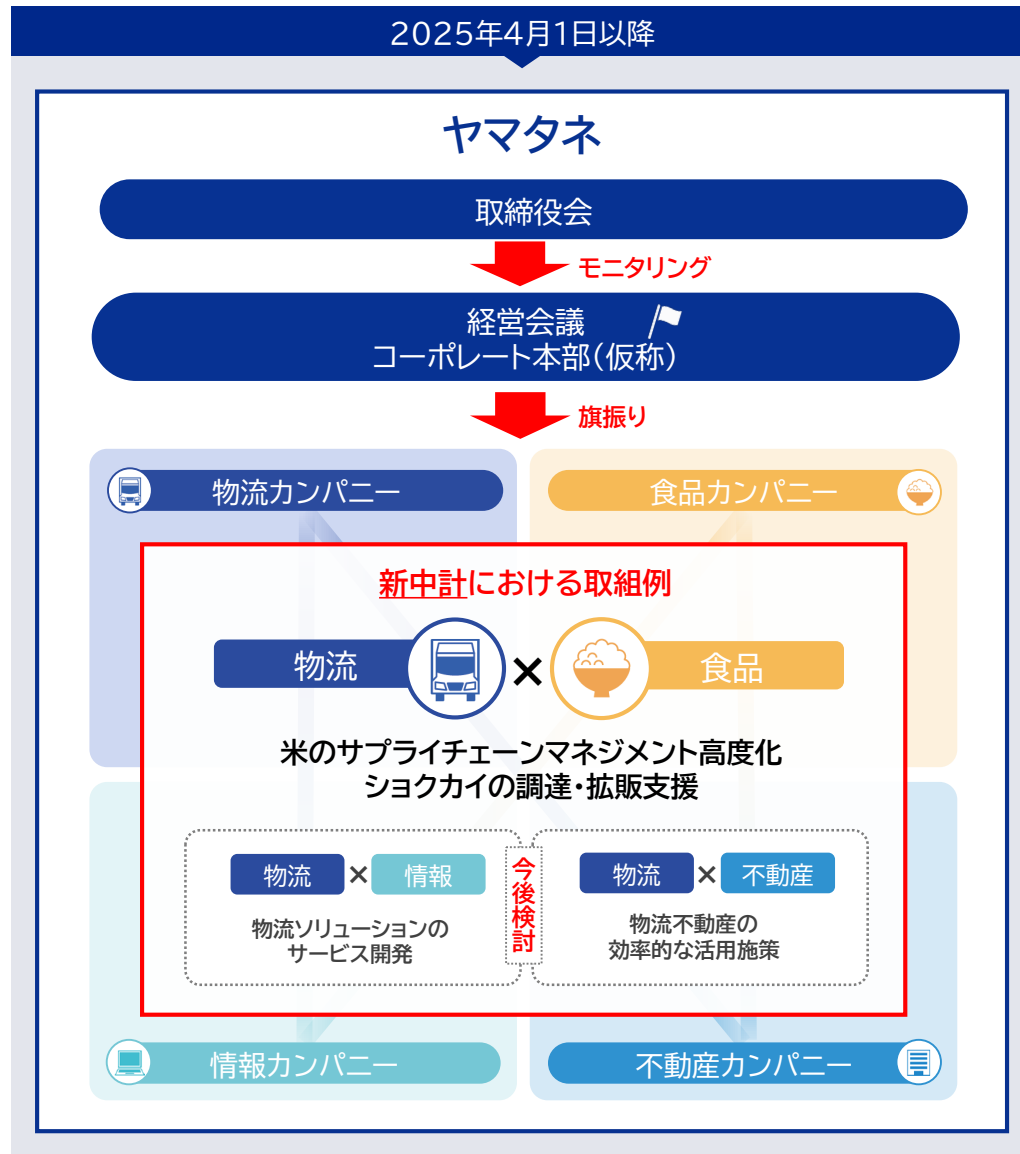 2025年4月1日以降
ヤマタネ
取締役会
モニタリング
経営会議
コーポレート本部(仮称)
旗振り
物流カンパニー
食品カンパニー
新中計における取組例
物流
×
食品
米のサプライチェーンマネジメント高度化
ショクカイの調達・拡販支援
物流 × 情報
物流ソリューションの
サービス開発
今後検討
物流 × 不動産
物流不動産の
効率的な活用施策
情報カンパニー
不動産カンパニー